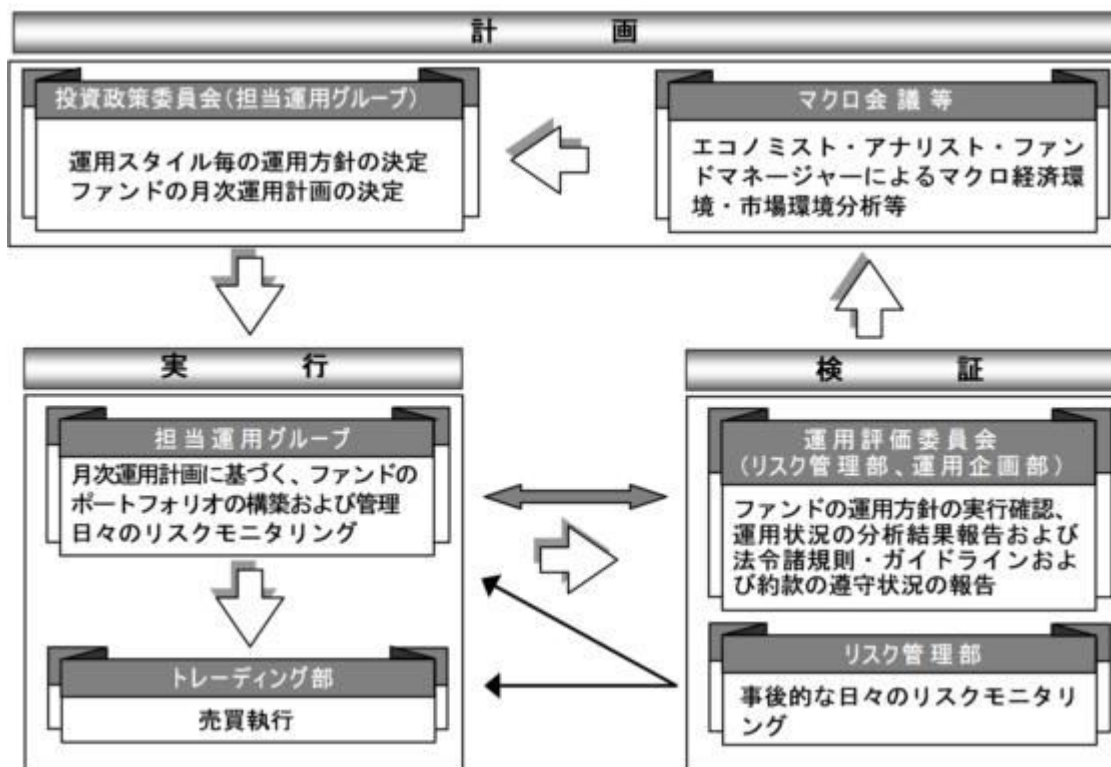 計画
投資政策委員会(担当運用グループ)
運用スタイル毎の運用方針の決定
ファンドの月次運用計画の決定
マクロ会議等
エコノミスト・アナリスト・ファン
ドマネージャーによるマクロ経済環
境・市場環境分析等
実行
担当運用グループ
月次運用計画に基づく、ファンドの
ポートフォリオの構築および管理
日々のリスクモニタリング
トレーディング部
売買執行
検証
運用評価委員会
(リスク管理部、運用企画部)
ファンドの運用方針の実行確認、
運用状況の分析結果報告および
法令諸規則・ガイドラインおよ
び約款の遵守状況の報告
リスク管理部
事後的な日々のリスクモニタリ
ング